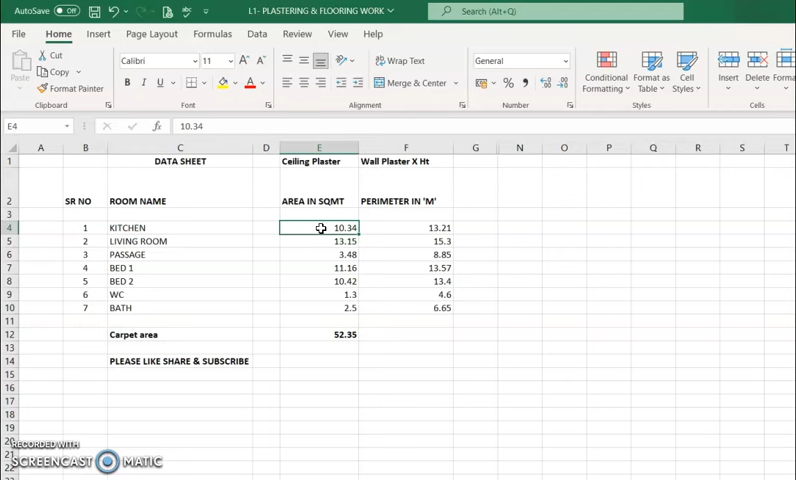 AutoSave Off L1- PLASTERING & FLOORING WORK Search (Alt+Q)
File Home Insert Page Layout Formulas Data Review View Help
Paste Cut Copy Format Painter Clipboard
Calibri 11 A A B I U A Font
Wrap Text Merge & Center Alignment
General % Number
Conditional Formatting Format as Table Cell Styles Styles
Insert Delete Format Cells
E4 fx 10.34
A B C D E F G N O P Q R S T
1 DATA SHEET Ceiling Plaster Wall Plaster X Ht
2 SR NO ROOM NAME AREA IN SQMT PERIMETER IN 'M'
3
4 1 KITCHEN 10.34 13.21
5 2 LIVING ROOM 13.15 15.3
6 3 PASSAGE 3.48 8.85
7 4 BED 1 11.16 13.57
8 5 BED 2 10.42 13.4
9 6 WC 1.3 4.6
10 7 BATH 2.5 6.65
11
12 Carpet area 52.35
13
14 PLEASE LIKE SHARE & SUBSCRIBE
15
16
17
18
19
20
21
22
RECORDED WITH
SCREENCAST MATIC